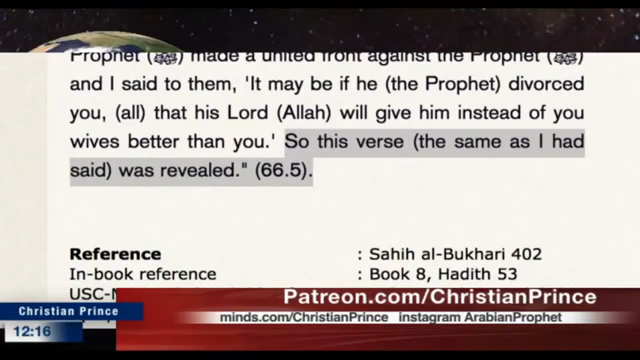 Prophet (ﷺ) made a united front against the Prophet (ﷺ)
and I said to them, 'It may be if he (the Prophet) divorced
you, (all) that his Lord (Allah) will give him instead of you
wives better than you.' So this verse (the same as I had
said) was revealed." (66.5).
Reference : Sahih al-Bukhari 402
In-book reference : Book 8, Hadith 53
USC-M
Patreon.com/ChristianPrince
Christian Prince
minds.com/ChristianPrince instagram ArabianProphet
12:16